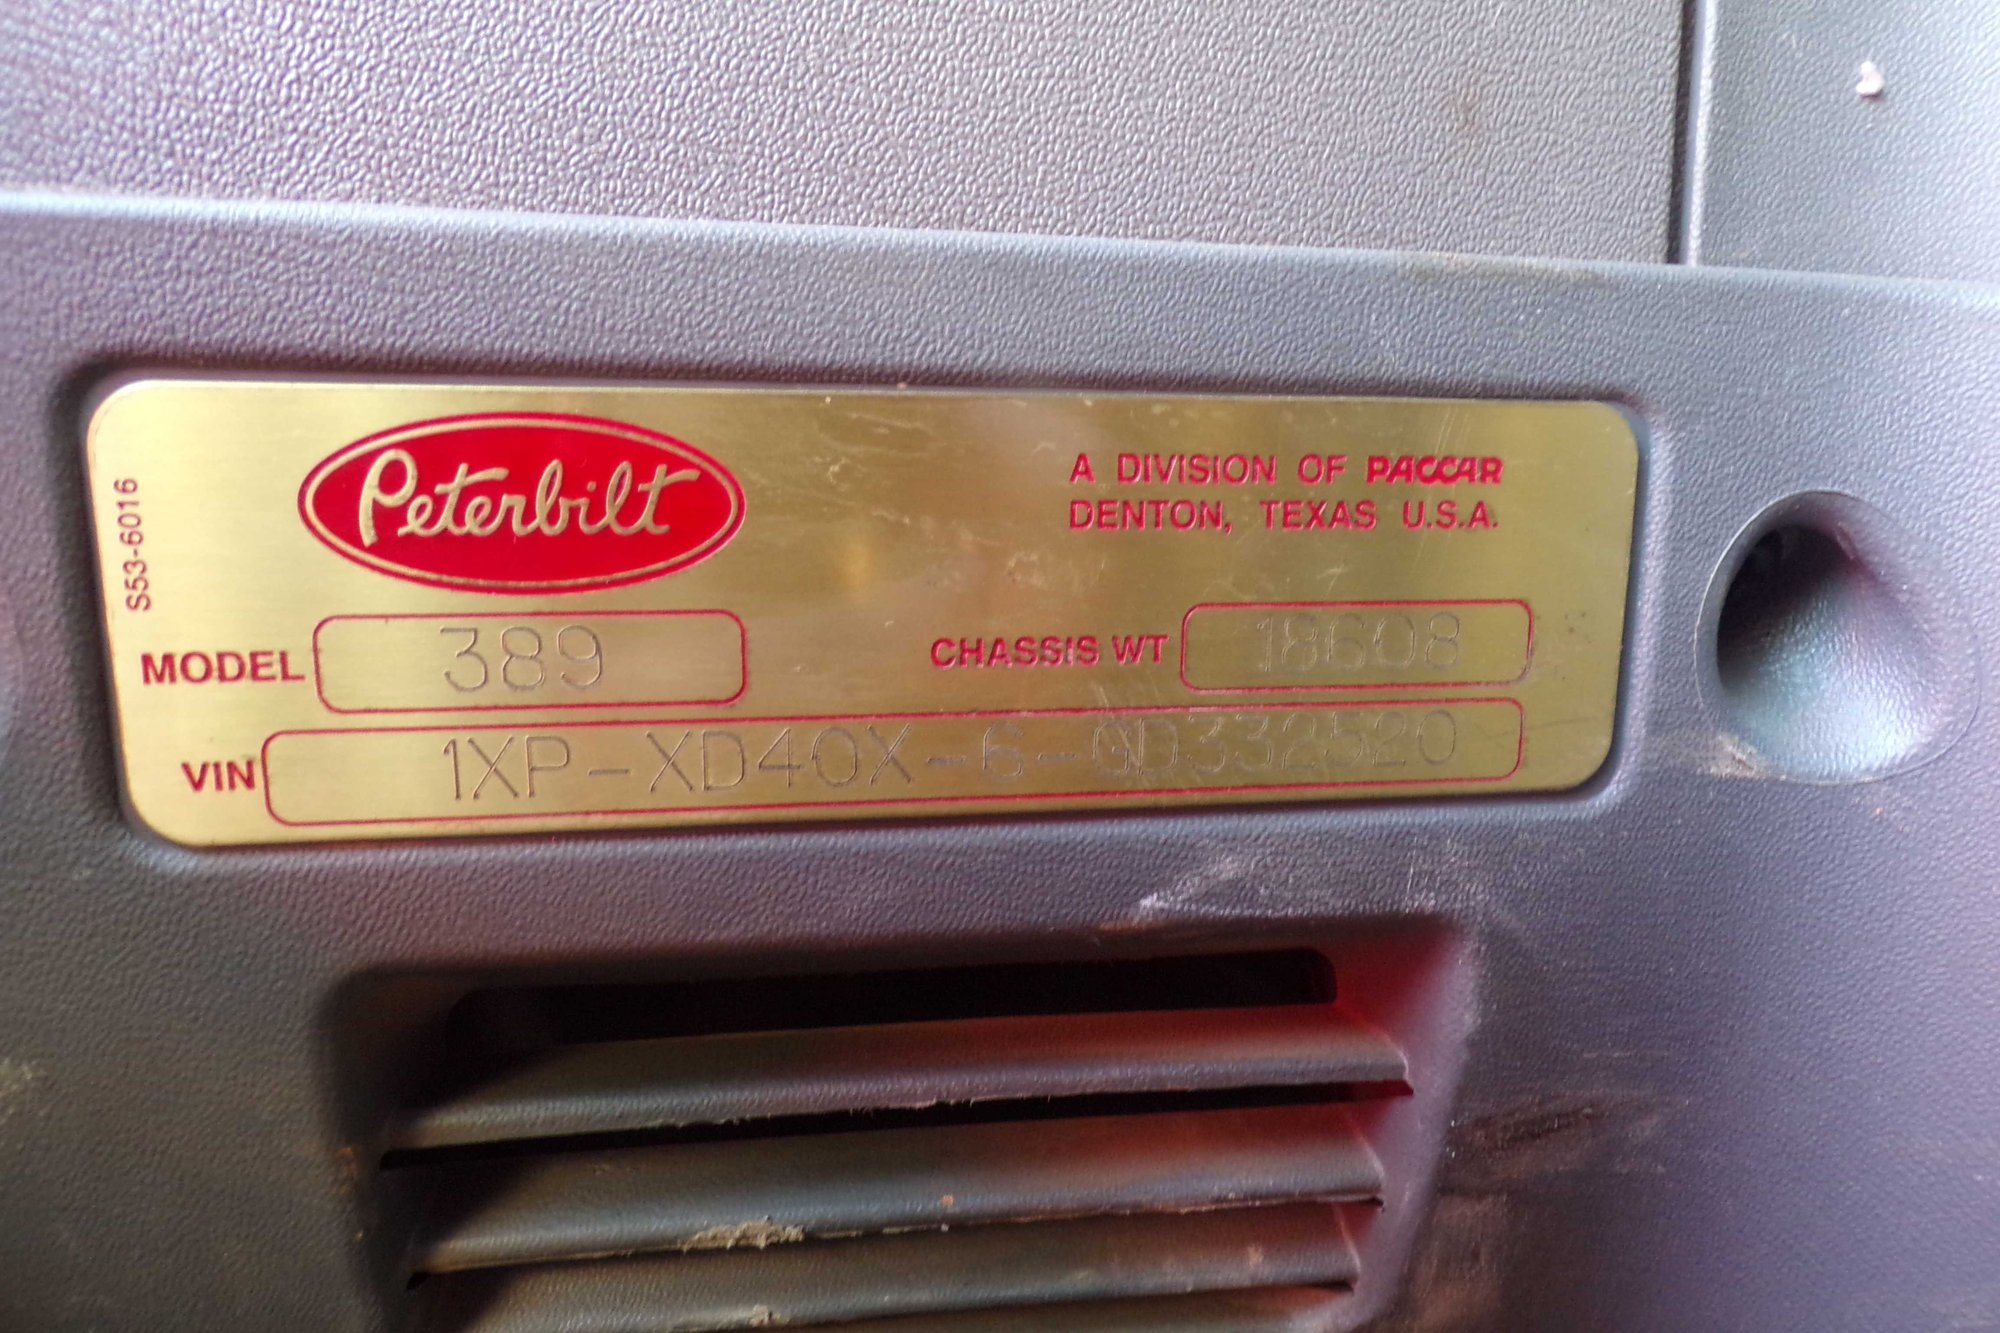 S53-6016
Peterbilt
A DIVISION OF PACCAR
DENTON, TEXAS U.S.A.
MODEL 389
CHASSIS WT 18608
VIN 1XP-XD40X-6-GD332520